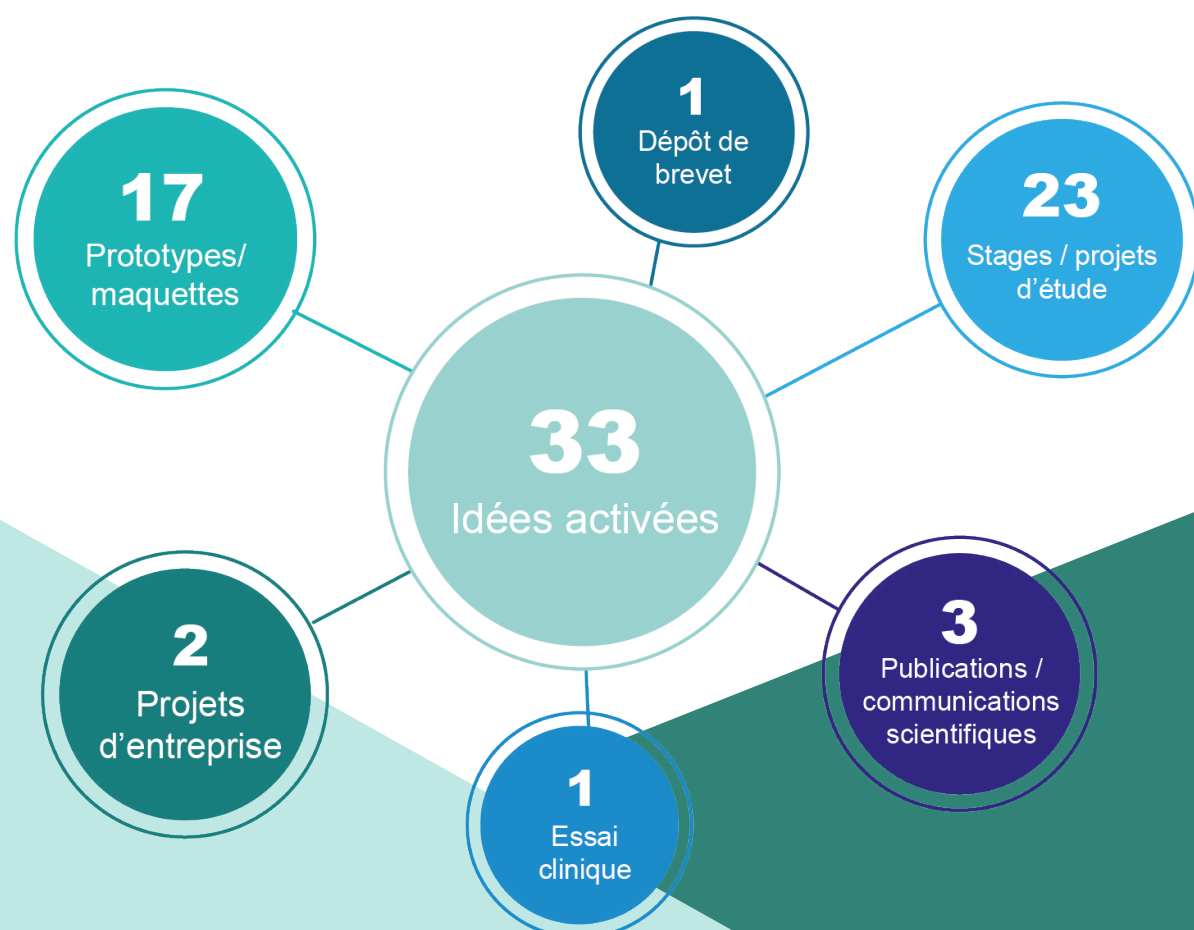 1
Dépôt de
brevet
17
Prototypes/
maquettes
23
Stages / projets
d’étude
33
Idées activées
2
Projets
d’entreprise
3
Publications /
communications
scientifiques
1
Essai
clinique